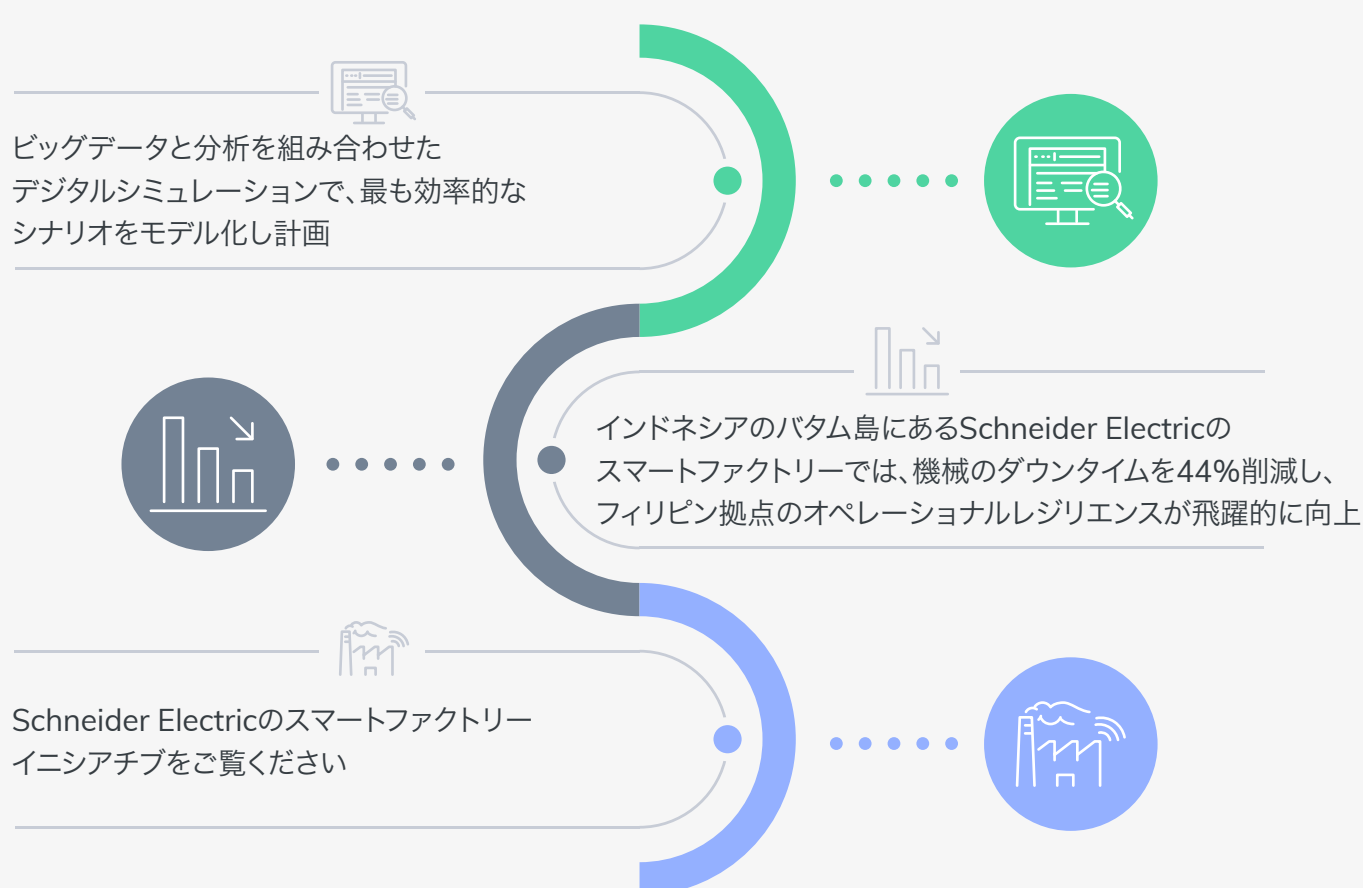 ビッグデータと分析を組み合わせた
デジタルシミュレーションで、最も効率的な
シナリオをモデル化し計画
インドネシアのバタム島にあるSchneider Electricの
スマートファクトリーでは、機械のダウンタイムを44%削減し、
フィリピン拠点のオペレーショナルレジリエンスが飛躍的に向上
Schneider Electricのスマートファクトリー
イニシアチブをご覧ください